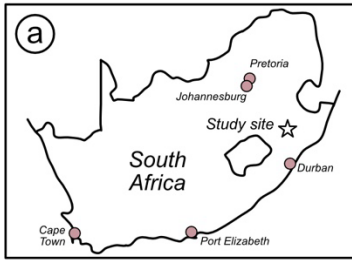 a
Pretoria
Johannesburg
Study site
South
Africa
Durban
Cape
Town
Port Elizabeth